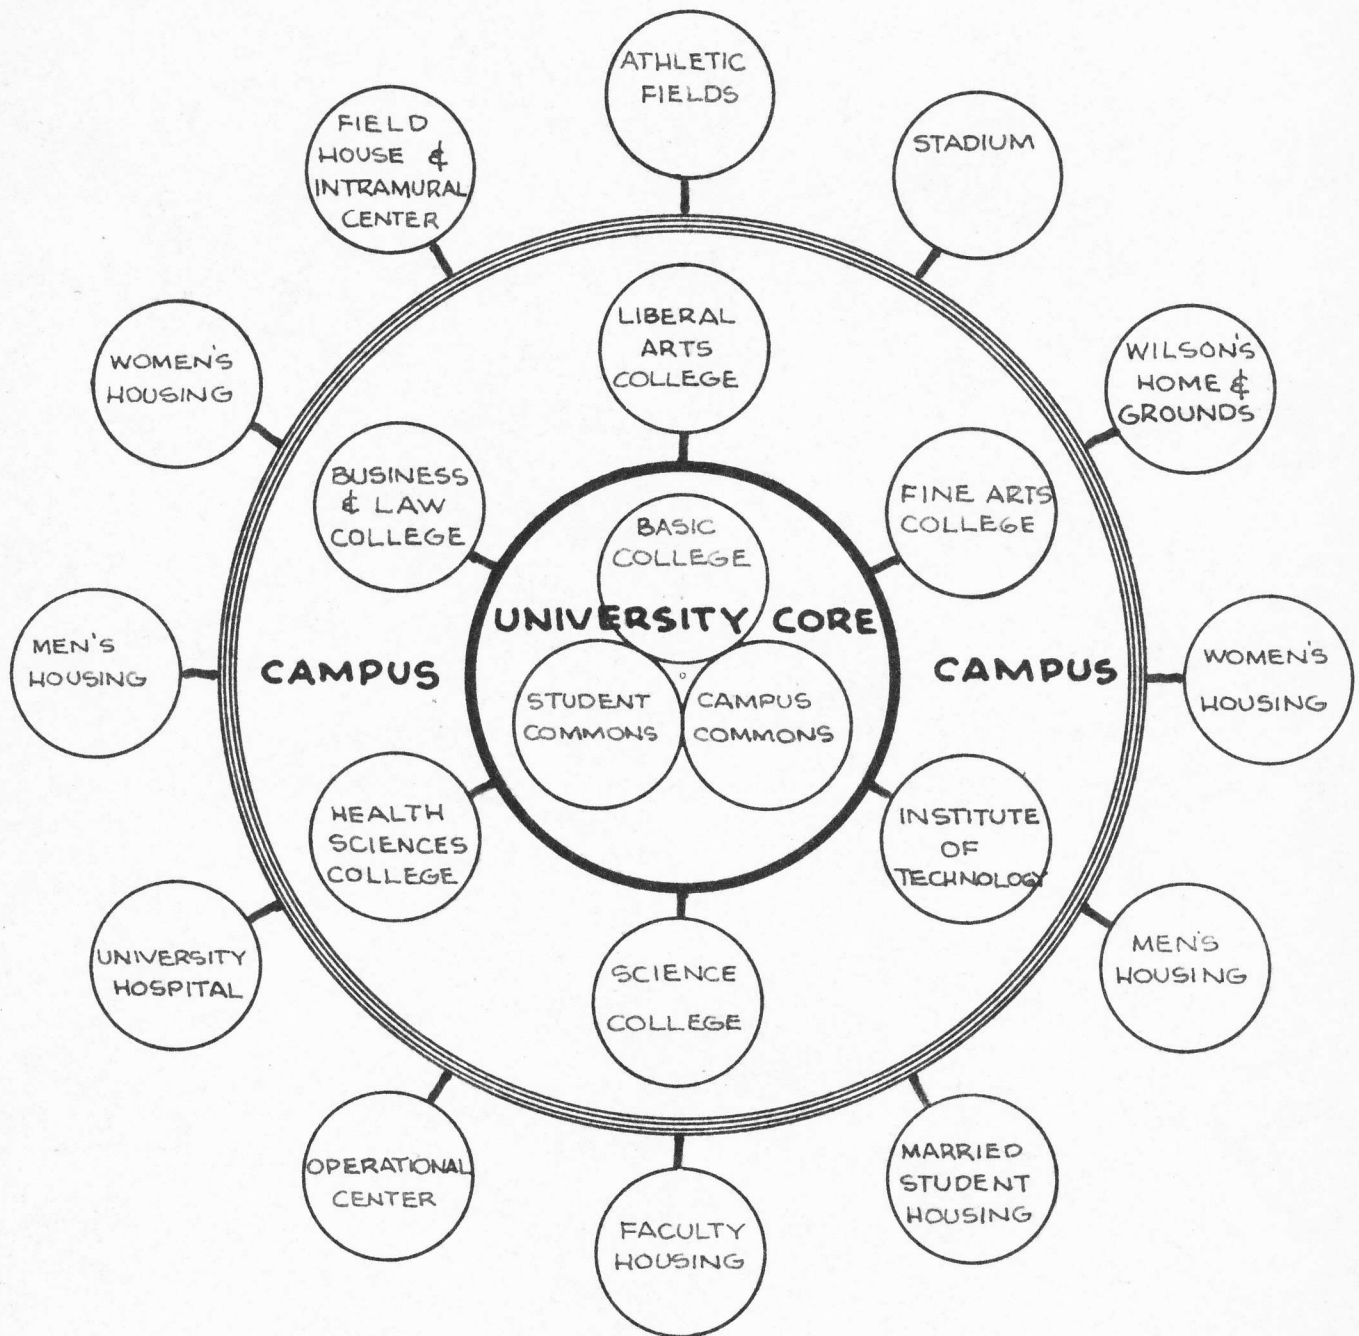 ATHLETIC
FIELDS
FIELD
HOUSE &
INTRAMURAL
CENTER
STADIUM
LIBERAL
ARTS
COLLEGE
WOMEN'S
HOUSING
WILSON'S
HOME &
GROUNDS
BUSINESS
& LAW
COLLEGE
FINE ARTS
COLLEGE
BASIC
COLLEGE
UNIVERSITY CORE
MEN'S
HOUSING
CAMPUS
CAMPUS
WOMEN'S
HOUSING
STUDENT
COMMONS
CAMPUS
COMMONS
HEALTH
SCIENCES
COLLEGE
INSTITUTE
OF
TECHNOLOGY
UNIVERSITY
HOSPITAL
SCIENCE
COLLEGE
MEN'S
HOUSING
OPERATIONAL
CENTER
MARRIED
STUDENT
HOUSING
FACULTY
HOUSING